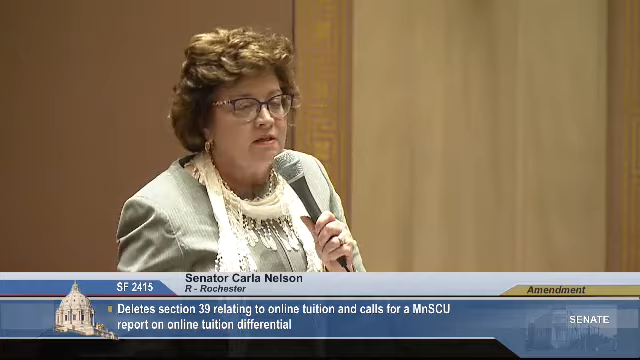 Senator Carla Nelson
SF 2415
R - Rochester
Amendment
Deletes section 39 relating to online tuition and calls for a MnSCU
report on online tuition differential
SENATE